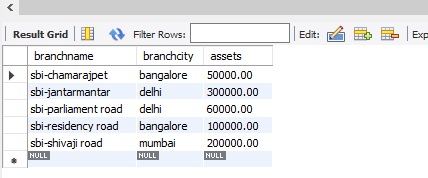 Result Grid Filter Rows: Edit: Exp
branchname branchcity assets
sbi-chamarajpet bangalore 50000.00
sbi-jantarmantar delhi 300000.00
sbi-parliament road delhi 60000.00
sbi-residency road bangalore 100000.00
sbi-shivaji road mumbai 200000.00
NULL NULL NULL